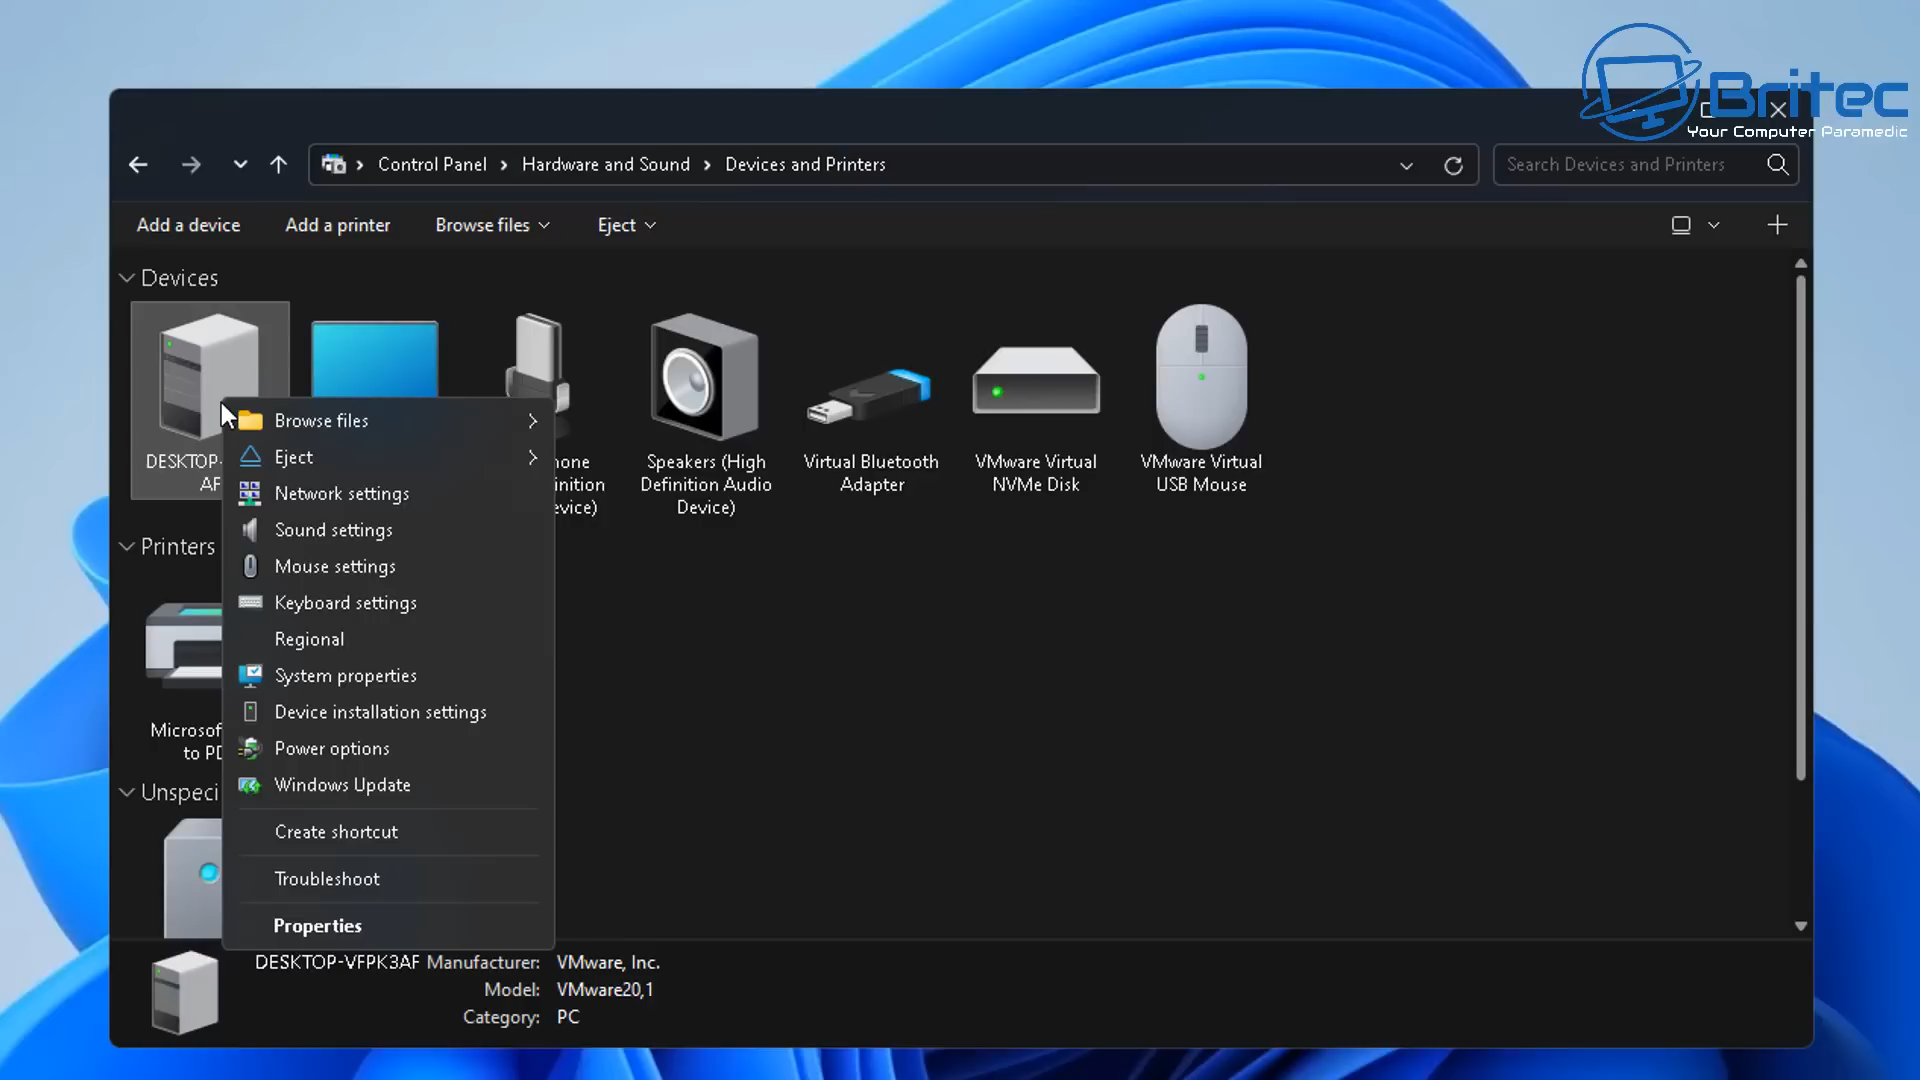 Britec
Your Computer Paramedic
Control Panel
Hardware and Sound
Devices and Printers
Search Devices and Printers
Add a device
Add a printer
Browse files
Eject
Devices
DESKTOP-
AF
Speakers (High
Definition Audio
Device)
Virtual Bluetooth
Adapter
VMware Virtual
NVMe Disk
VMware Virtual
USB Mouse
Browse files
Eject
Network settings
Sound settings
Mouse settings
Keyboard settings
Regional
System properties
Device installation settings
Power options
Windows Update
Create shortcut
Troubleshoot
Properties
Printers
Microsof
to PD
Unspeci
DESKTOP-VFPK3AF
Manufacturer: VMware, Inc.
Model: VMware20,1
Category: PC